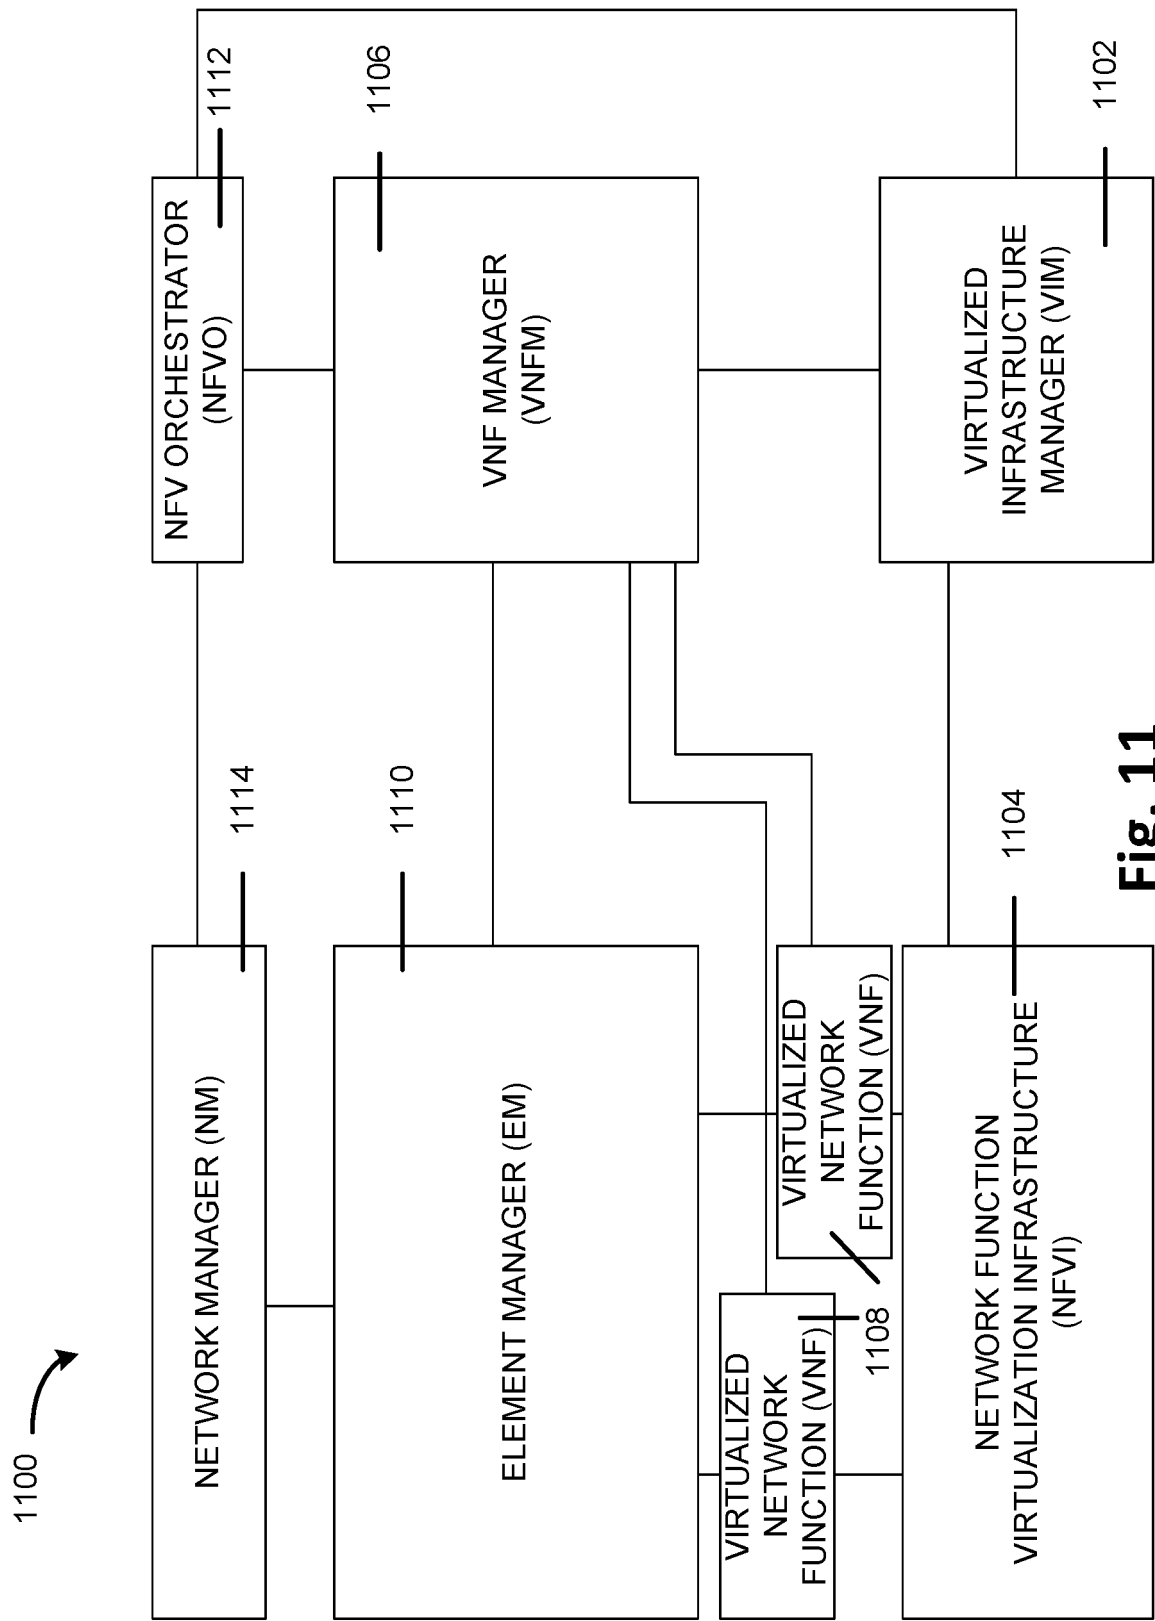 1100
NETWORK MANAGER (NM)
1114
NFV ORCHESTRATOR
(NFVO)
1112
ELEMENT MANAGER (EM)
1110
VNF MANAGER
(VNFM)
1106
VIRTUALIZED
NETWORK
FUNCTION (VNF)
VIRTUALIZED
NETWORK
FUNCTION (VNF)
1108
NETWORK FUNCTION
VIRTUALIZATION INFRASTRUCTURE
(NFVI)
1104
VIRTUALIZED
INFRASTRUCTURE
MANAGER (VIM)
1102
Fig. 11